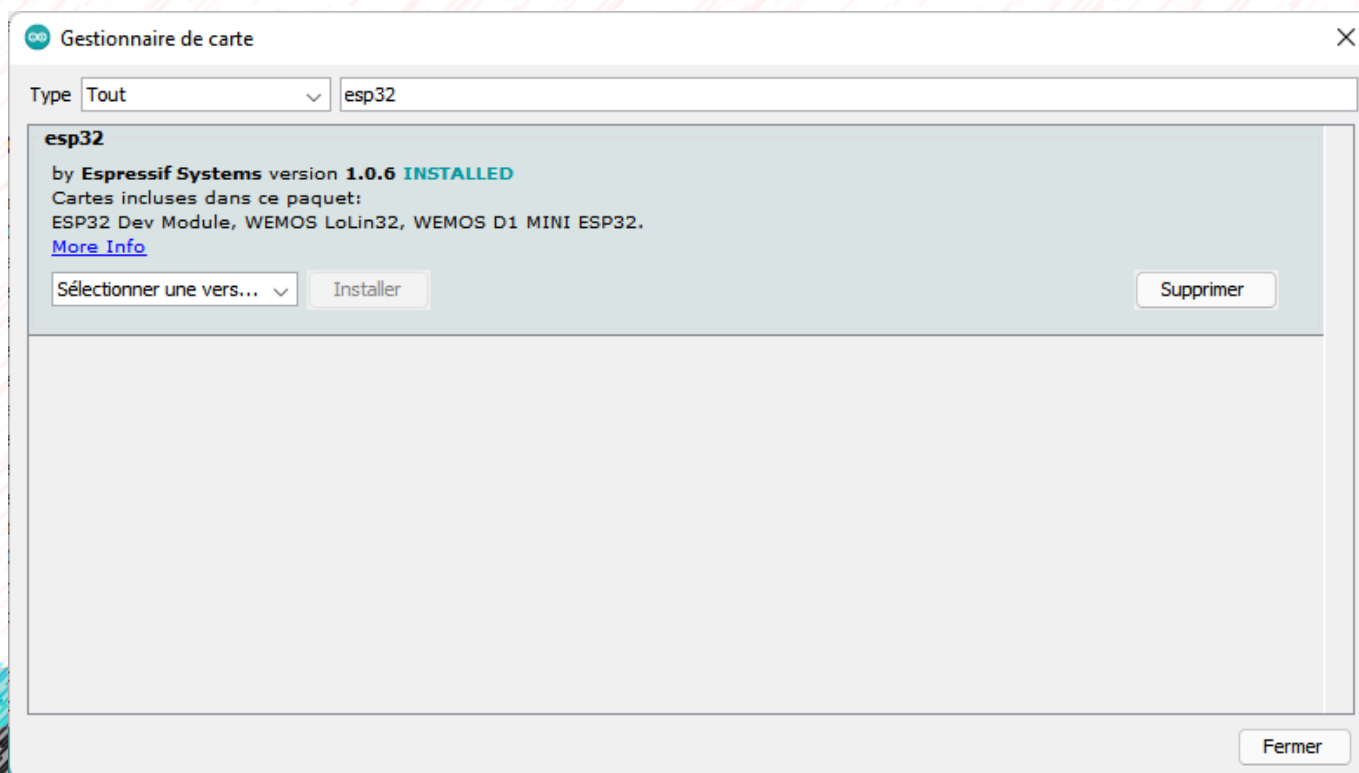 Gestionnaire de carte
Type Tout esp32
esp32
by Espressif Systems version 1.0.6 INSTALLED
Cartes incluses dans ce paquet:
ESP32 Dev Module, WEMOS LoLin32, WEMOS D1 MINI ESP32.
More Info
Sélectionner une vers... Installer Supprimer
Fermer